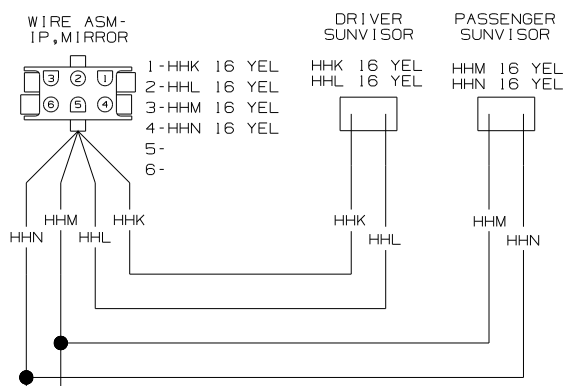 WIRE ASM-
IP,MIRROR
3 2 1
6 5 4
1-HHK 16 YEL
2-HHL 16 YEL
3-HHM 16 YEL
4-HHN 16 YEL
5-
6-
DRIVER
SUNVISOR
HHK 16 YEL
HHL 16 YEL
PASSENGER
SUNVISOR
HHM 16 YEL
HHN 16 YEL
HHN
HHM
HHL
HHK
HHK
HHL
HHM
HHN